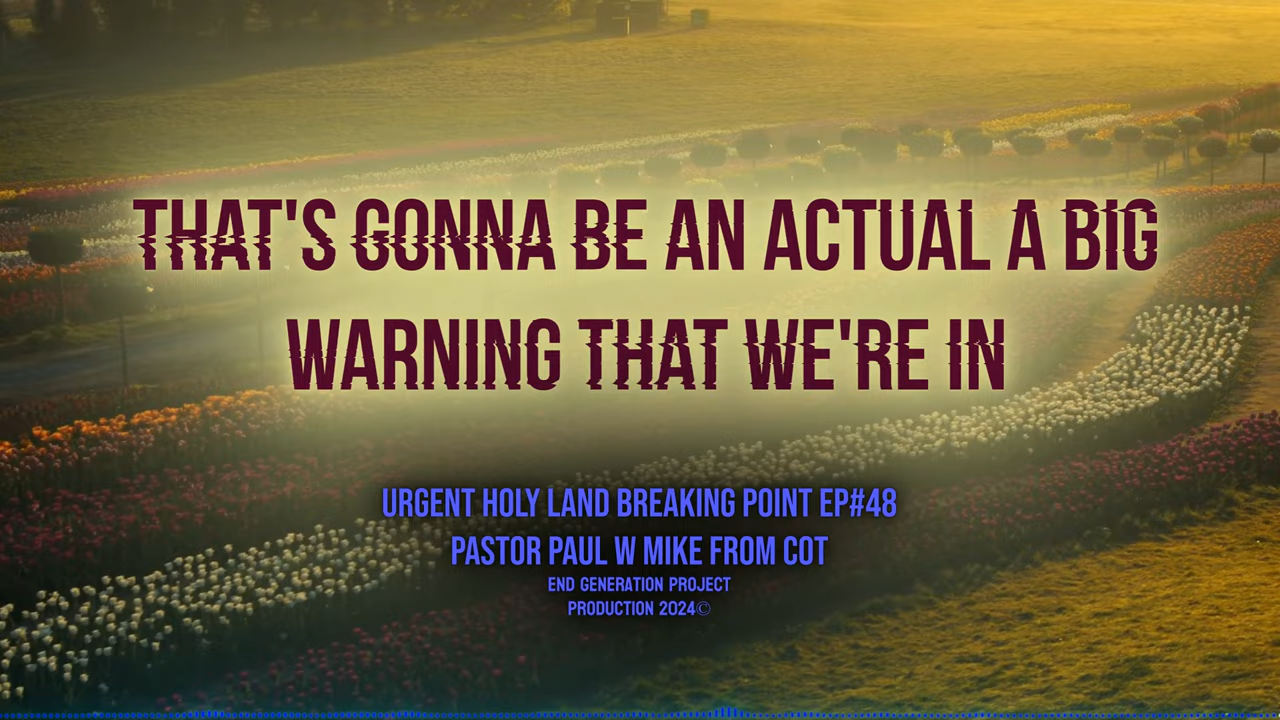 THAT'S GONNA BE AN ACTUAL A BIG
WARNING THAT WE'RE IN
URGENT HOLY LAND BREAKING POINT EP#48
PASTOR PAUL W MIKE FROM COT
END GENERATION PROJECT
PRODUCTION 2024©